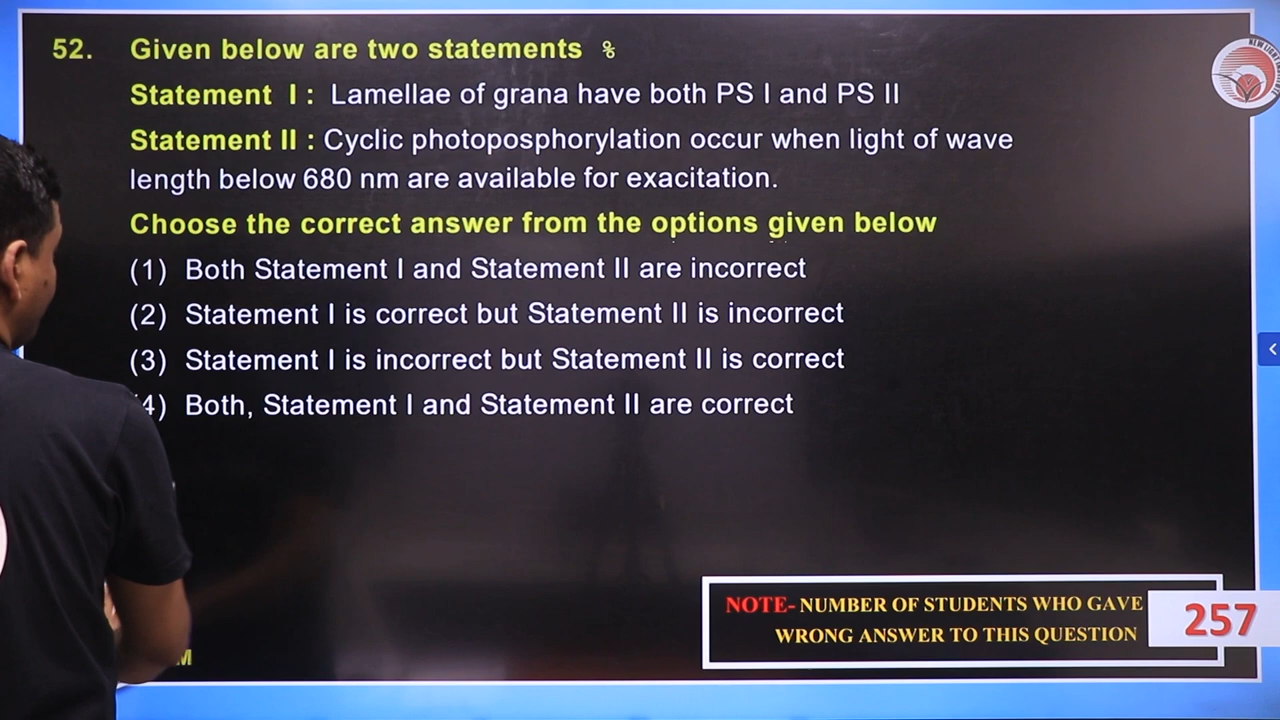 52. Given below are two statements %
Statement I : Lamellae of grana have both PS I and PS II
Statement II : Cyclic photoposphorylation occur when light of wave
length below 680 nm are available for exacitation.
Choose the correct answer from the options given below
(1) Both Statement I and Statement II are incorrect
(2) Statement I is correct but Statement II is incorrect
(3) Statement I is incorrect but Statement II is correct
4) Both, Statement I and Statement II are correct
NOTE- NUMBER OF STUDENTS WHO GAVE
WRONG ANSWER TO THIS QUESTION
257
M